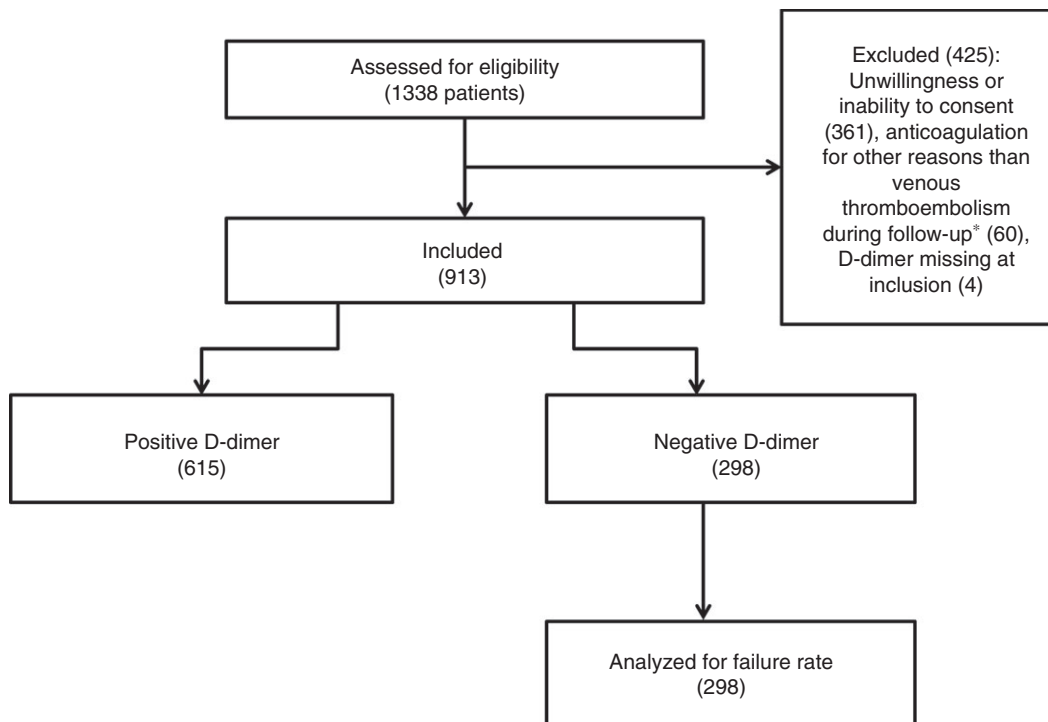 Assessed for eligibility
(1338 patients)
Excluded (425):
Unwillingness or
inability to consent
(361), anticoagulation
for other reasons than
venous
thromboembolism
during follow-up* (60),
D-dimer missing at
inclusion (4)
Included
(913)
Positive D-dimer
(615)
Negative D-dimer
(298)
Analyzed for failure rate
(298)